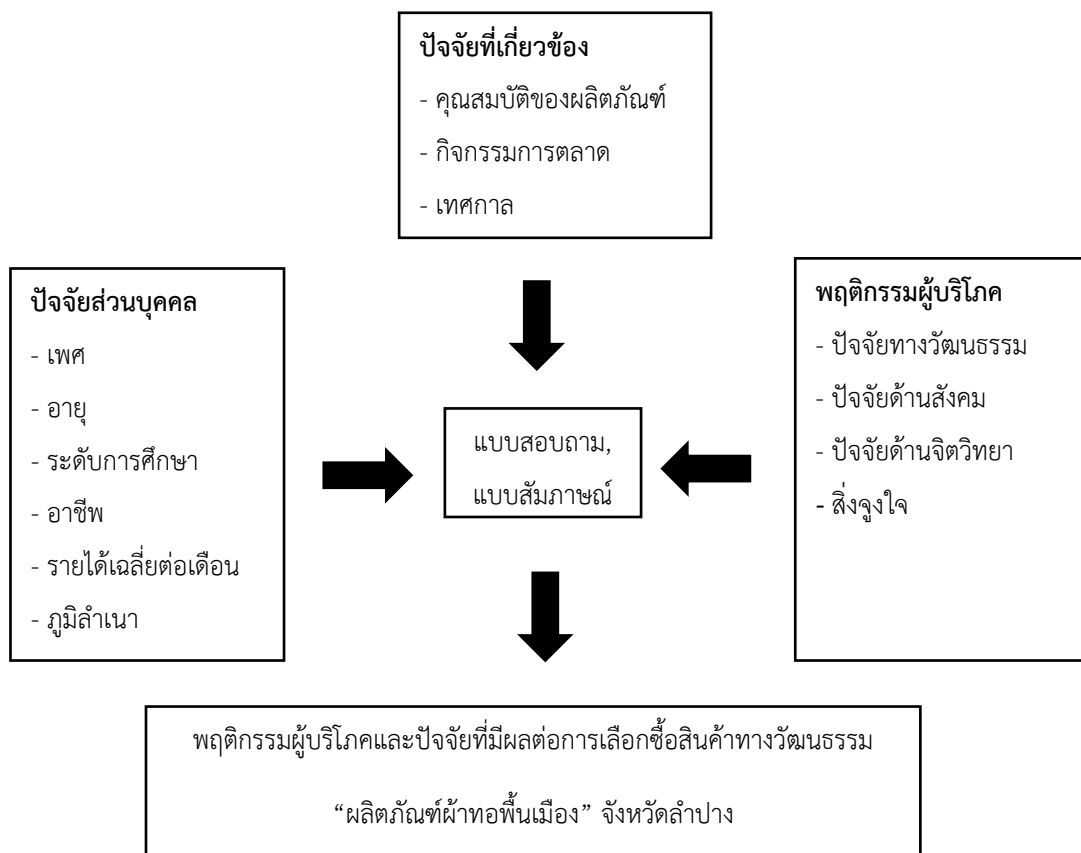 ปัจจัยที่เกี่ยวข้อง
- คุณสมบัติของผลิตภัณฑ์
- กิจกรรมการตลาด
- เทศกาล
ปัจจัยส่วนบุคคล
- เพศ
- อายุ
- ระดับการศึกษา
- อาชีพ
- รายได้เฉลี่ยต่อเดือน
- ภูมิลำเนา
แบบสอบถาม,
แบบสัมภาษณ์
พฤติกรรมผู้บริโภค
- ปัจจัยทางวัฒนธรรม
- ปัจจัยด้านสังคม
- ปัจจัยด้านจิตวิทยา
- สิ่งจูงใจ
พฤติกรรมผู้บริโภคและปัจจัยที่มีผลต่อการเลือกซื้อสินค้าทางวัฒนธรรม
“ผลิตภัณฑ์ผ้าทอพื้นเมือง” จังหวัดลำปาง